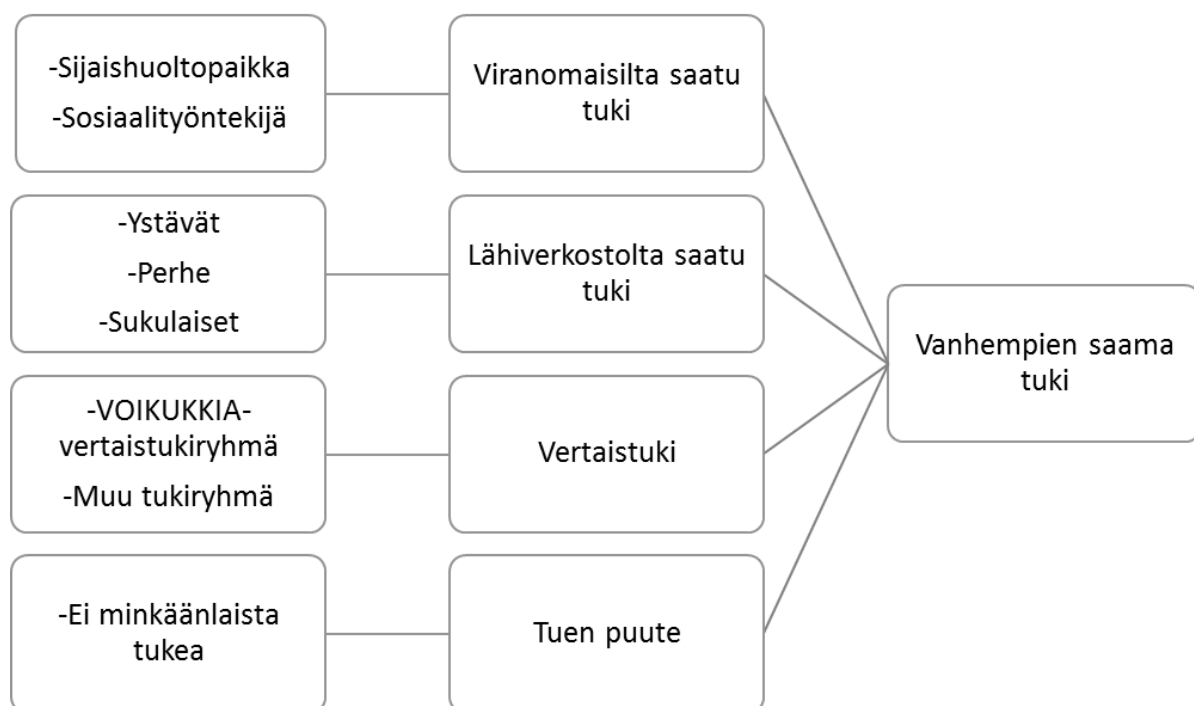 -Sijaishuoltopaikka
-Sosiaalityöntekijä
Viranomaisilta saatu
tuki
-Ystävät
-Perhe
-Sukulaiset
Lähiverkostolta saatu
tuki
-VOIKUKKIA-
vertaistukiryhmä
-Muu tukiryhmä
Vertaistuki
-Ei minkäänlaista
tukea
Tuen puute
Vanhempien saama
tuki